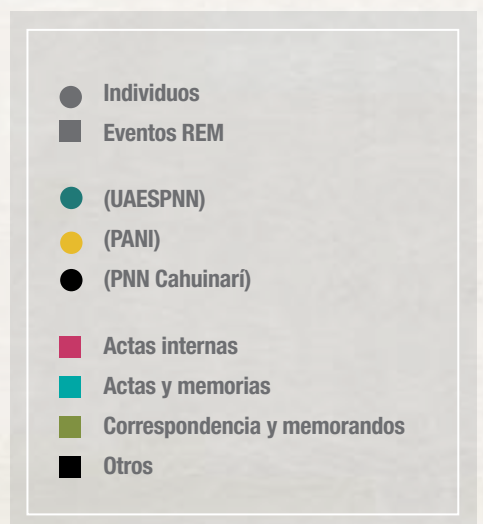 Individuos
Eventos REM
(UAESPNN)
(PANI)
(PNN Cahuinarí)
Actas internas
Actas y memorias
Correspondencia y memorandos
Otros